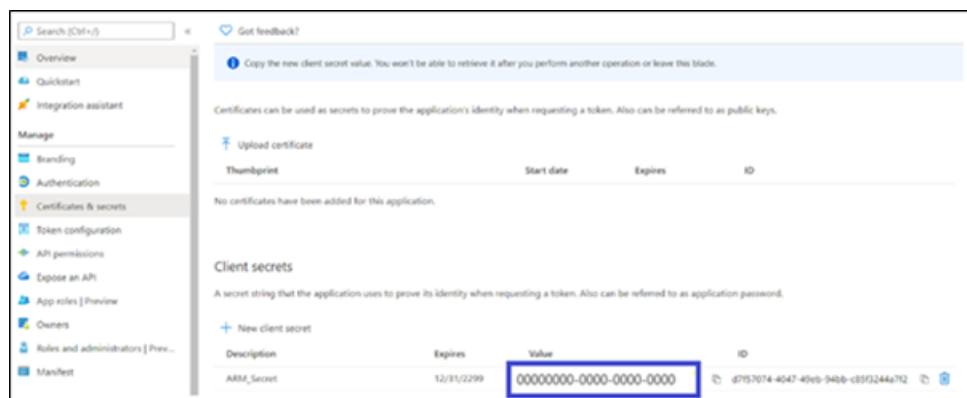 Search (Ctrl+/)
«
Got feedback?
Overview
Copy the new client secret value. You won't be able to retrieve it after you perform another operation or leave this blade.
Quickstart
Integration assistant
Certificates can be used as secrets to prove the application's identity when requesting a token. Also can be referred to as public keys.
Manage
Upload certificate
Branding
Thumbprint Start date Expires ID
Authentication
Certificates & secrets
No certificates have been added for this application.
Token configuration
API permissions
Client secrets
Expose an API
A secret string that the application uses to prove its identity when requesting a token. Also can be referred to as application password.
App roles | Preview
Owners
New client secret
Roles and administrators | Prev...
Description Expires Value ID
Manifest
ARM_Secret 12/31/2299 00000000-0000-0000-0000 d7f57074-4047-49eb-94bb-c85f3244a7f2